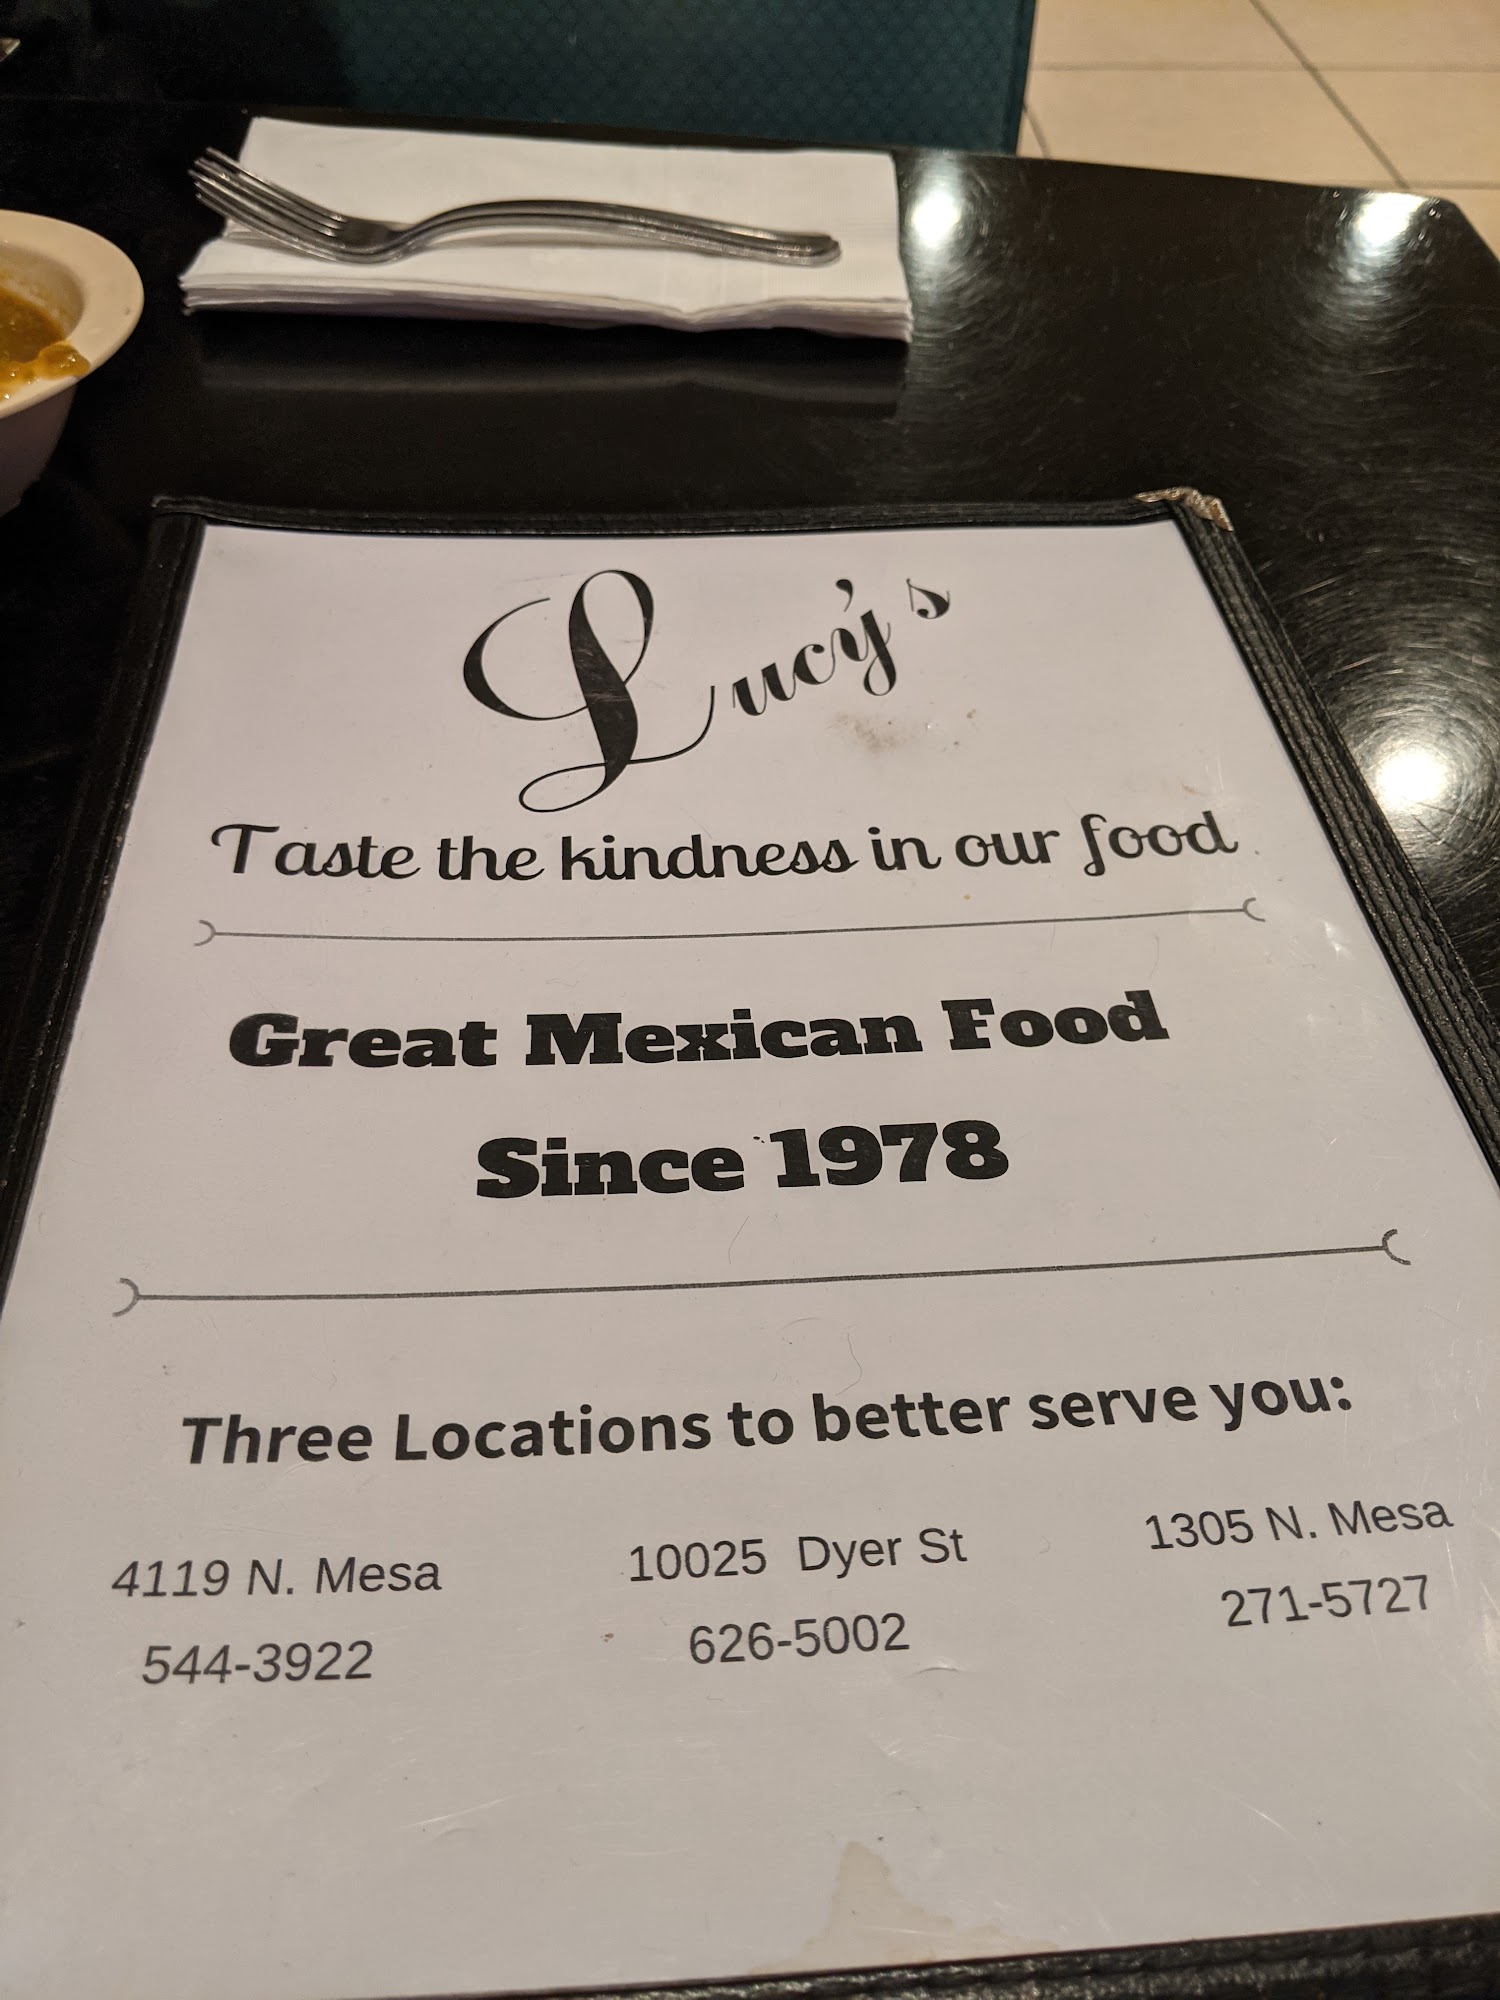 Lucy's
Taste the kindness in our food
Great Mexican Food
Since 1978
Three Locations to better serve you:
4119 N. Mesa
544-3922
10025 Dyer St
626-5002
1305 N. Mesa
271-5727